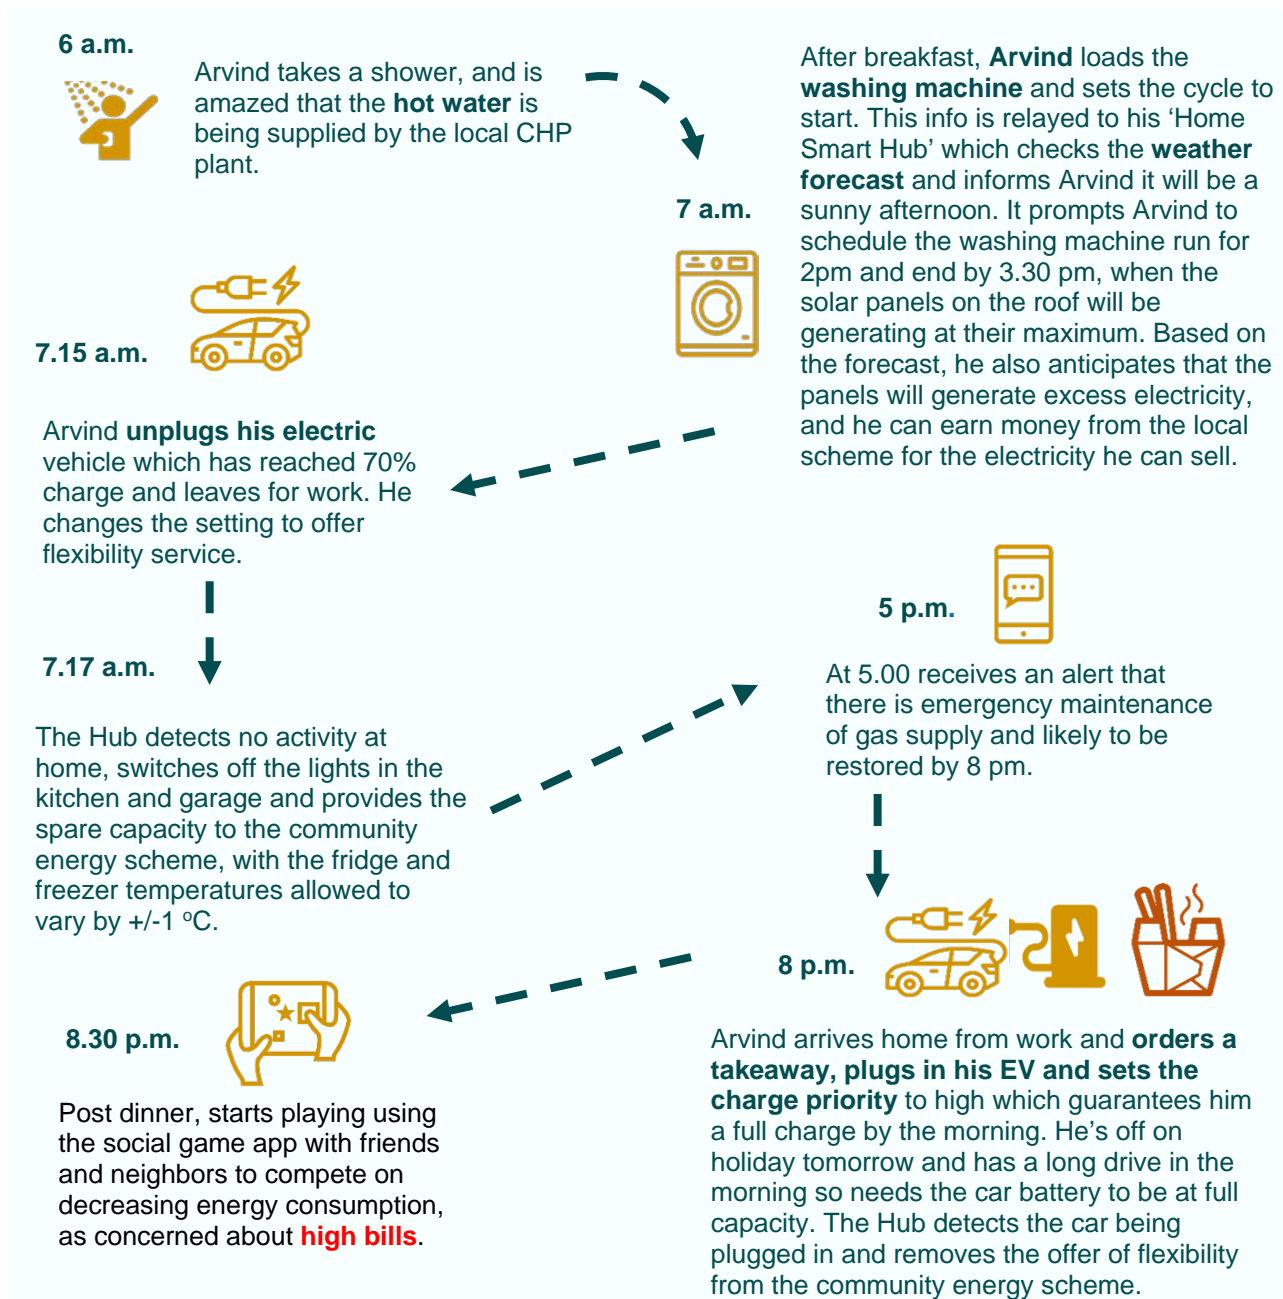 6 a.m.
Arvind takes a shower, and is
amazed that the hot water is
being supplied by the local CHP
plant.
7 a.m.
After breakfast, Arvind loads the
washing machine and sets the cycle to
start. This info is relayed to his ‘Home
Smart Hub’ which checks the weather
forecast and informs Arvind it will be a
sunny afternoon. It prompts Arvind to
schedule the washing machine run for
2pm and end by 3.30 pm, when the
solar panels on the roof will be
generating at their maximum. Based on
the forecast, he also anticipates that the
panels will generate excess electricity,
and he can earn money from the local
scheme for the electricity he can sell.
7.15 a.m.
Arvind unplugs his electric
vehicle which has reached 70%
charge and leaves for work. He
changes the setting to offer
flexibility service.
7.17 a.m.
The Hub detects no activity at
home, switches off the lights in the
kitchen and garage and provides the
spare capacity to the community
energy scheme, with the fridge and
freezer temperatures allowed to
vary by +/-1 ºC.
5 p.m.
At 5.00 receives an alert that
there is emergency maintenance
of gas supply and likely to be
restored by 8 pm.
8 p.m.
Arvind arrives home from work and orders a
takeaway, plugs in his EV and sets the
charge priority to high which guarantees him
a full charge by the morning. He’s off on
holiday tomorrow and has a long drive in the
morning so needs the car battery to be at full
capacity. The Hub detects the car being
plugged in and removes the offer of flexibility
from the community energy scheme.
8.30 p.m.
Post dinner, starts playing using
the social game app with friends
and neighbors to compete on
decreasing energy consumption,
as concerned about high bills.